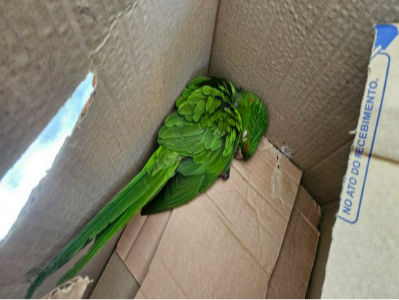 NO ATO DO RECEBIMENTO.